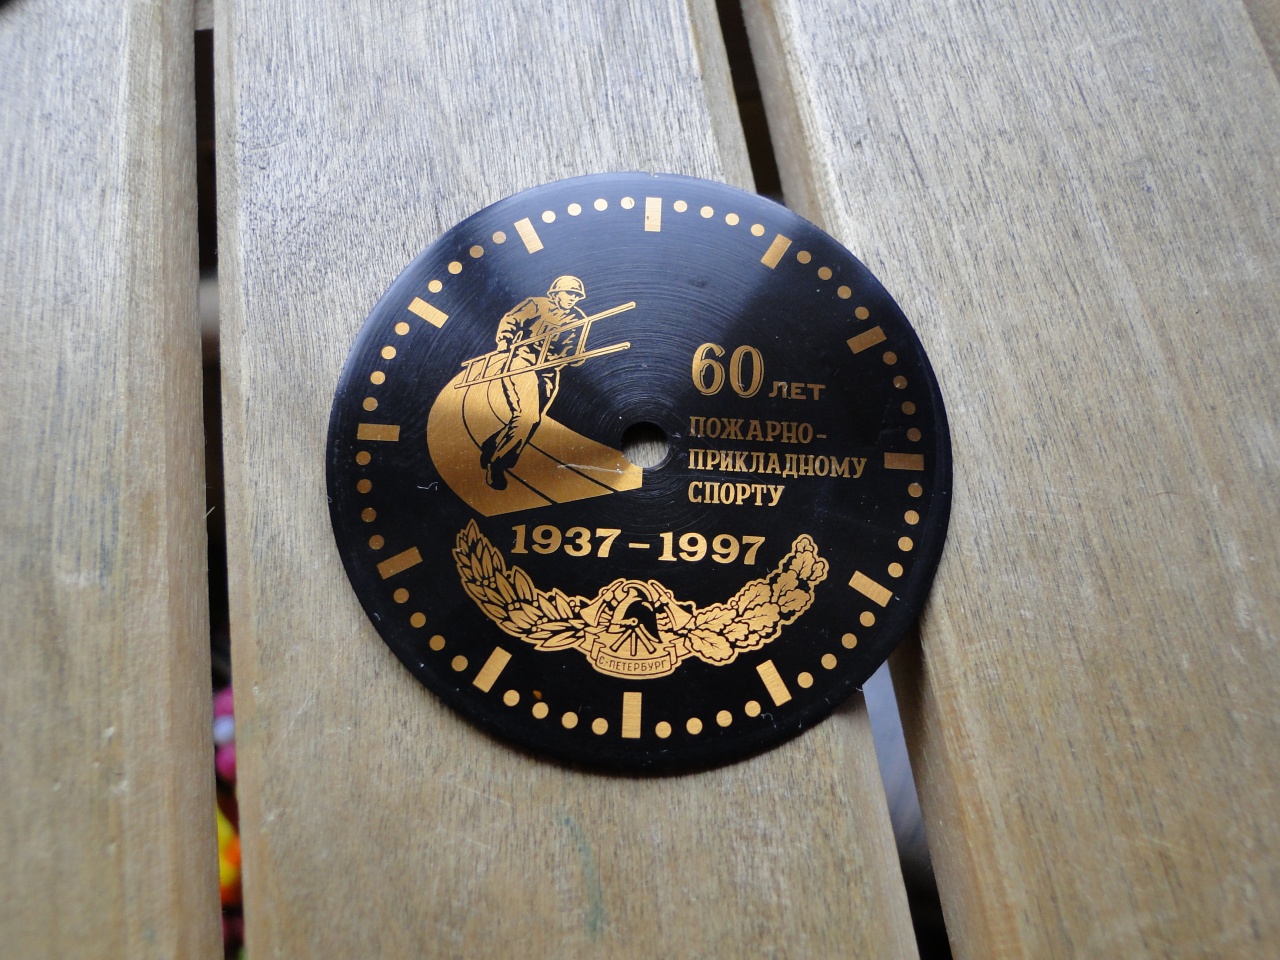 60 ЛЕТ
ПОЖАРНО-
ПРИКЛАДНОМУ
СПОРТУ
1937-1997
С-ПЕТЕРБУРГ